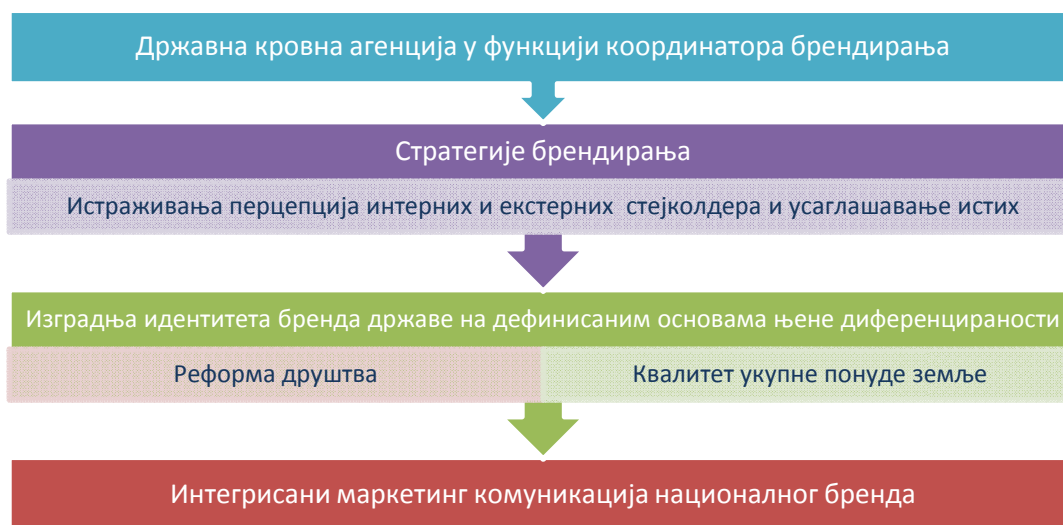 Државна кровна агенција у функцији координатора брендирања
Стратегије брендирања
Истраживања перцепција интерних и екстерних стејколдера и усаглашавање истих
Изградња идентитета бренда државе на дефинисаним основама њене диференцираности
Реформа друштва
Квалитет укупне понуде земље
Интегрисани маркетинг комуникација националног бренда